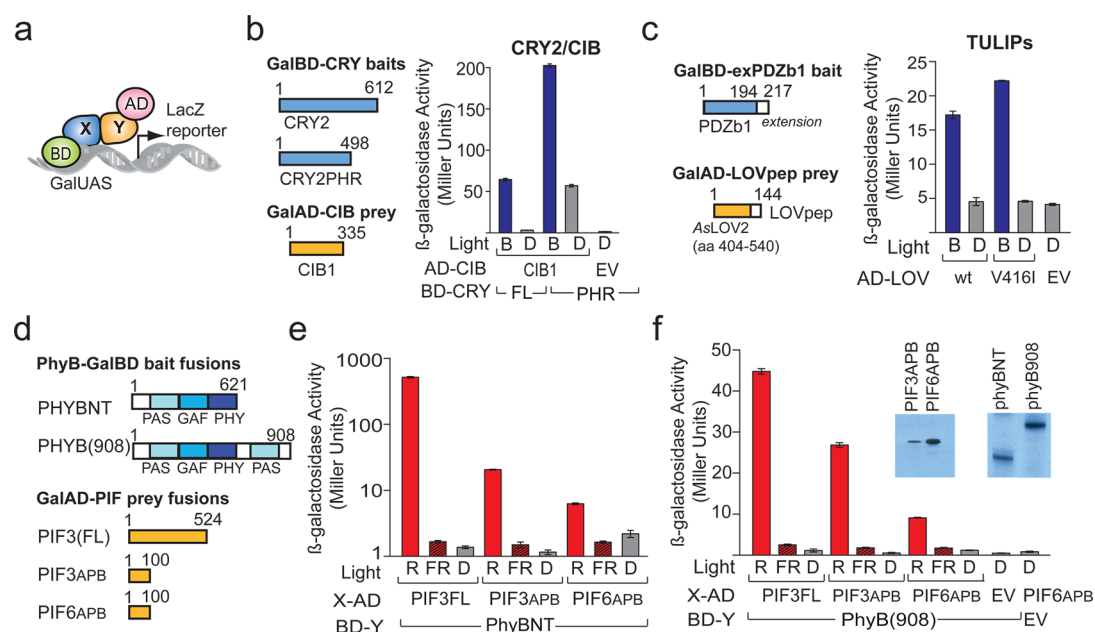 a
AD
X
Y
BD
LacZ
reporter
GalUAS
b
CRY2/CIB
GalBD-CRY baits
1 612
CRY2
1 498
CRY2PHR
GalAD-CIB prey
1 335
CIB1
ß-galactosidase Activity
(Miller Units)
200
150
100
50
Light B D B D D
AD-CIB CIB1 EV
BD-CRY FL PHR
c
TULIPs
GalBD-exPDZb1 bait
1 194 217
PDZb1 extension
GalAD-LOVpep prey
1 144
LOVpep
AsLOV2
(aa 404-540)
ß-galactosidase Activity
(Miller Units)
25
20
15
10
5
0
Light B D B D D
AD-LOV wt V416I EV
d
PhyB-GalBD bait fusions
1 621
PHYBNT
PAS GAF PHY
1 908
PHYB(908)
PAS GAF PHY PAS
GalAD-PIF prey fusions
1 524
PIF3(FL)
1 100
PIF3APB
1 100
PIF6APB
e
ß-galactosidase Activity
(Miller Units)
1000
100
10
1
Light R FR D R FR D R FR D
X-AD PIF3FL PIF3APB PIF6APB
BD-Y PhyBNT
f
ß-galactosidase Activity
(Miller Units)
50
40
30
20
10
0
PIF3APB
PIF6APB
phyBNT
phyB908
Light R FR D R FR D R FR D D D
X-AD PIF3FL PIF3APB PIF6APB EV PIF6APB
BD-Y PhyB(908) EV